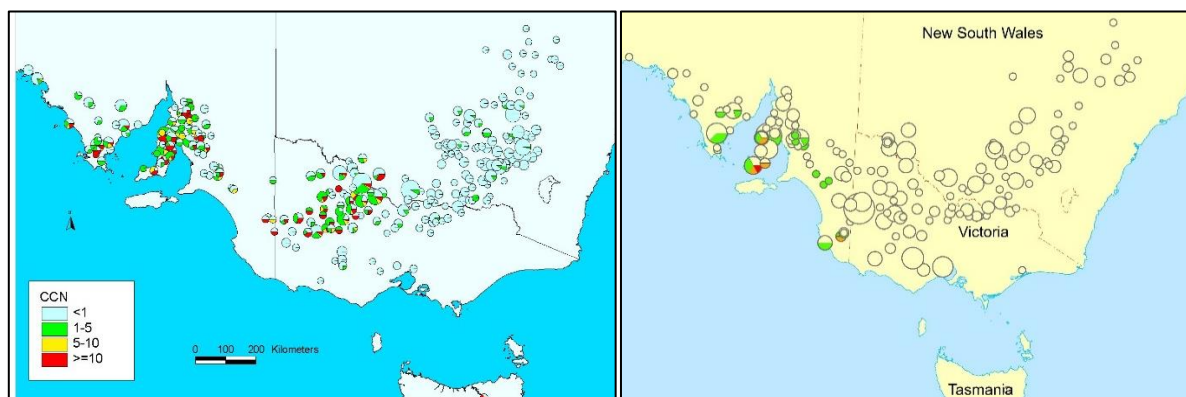 CCN
<1
1-5
5-10
>=10
0 100 200 Kilometers
New South Wales
Victoria
Tasmania